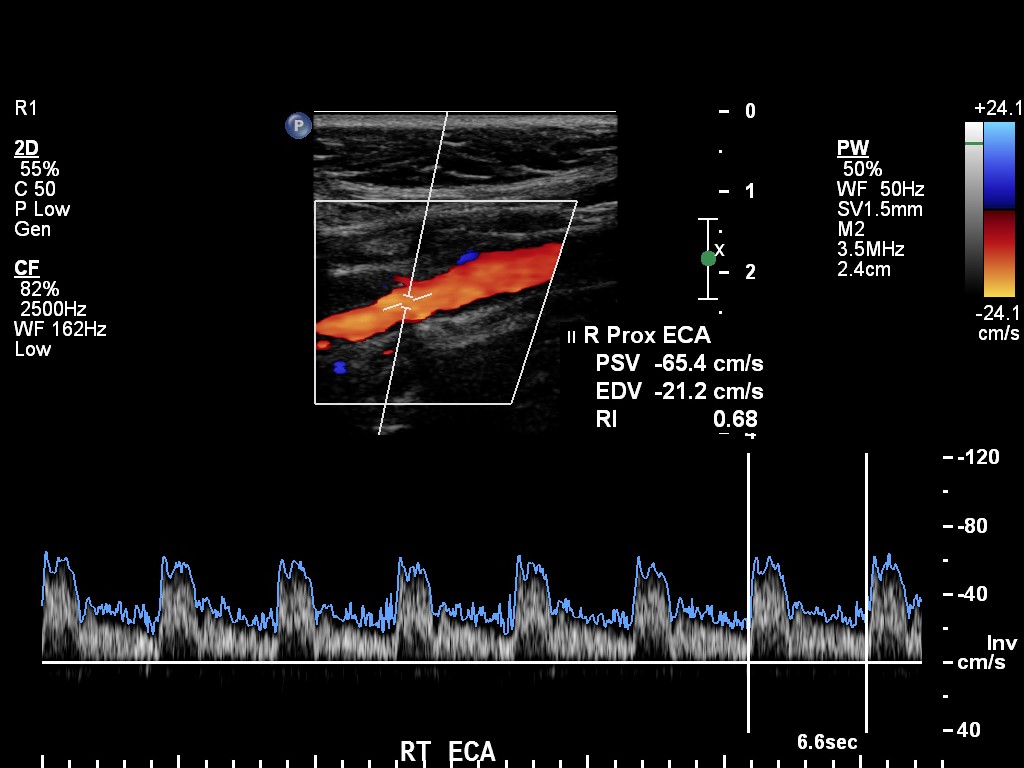 R1
2D
55%
C 50
P Low
Gen
CF
82%
2500Hz
WF 162Hz
Low
P
0
1
x
2
4
PW
50%
WF 50Hz
SV1.5mm
M2
3.5MHz
2.4cm
+24.1
-24.1
cm/s
R Prox ECA
PSV -65.4 cm/s
EDV -21.2 cm/s
RI 0.68
-120
-80
-40
Inv
cm/s
40
6.6sec
RT ECA